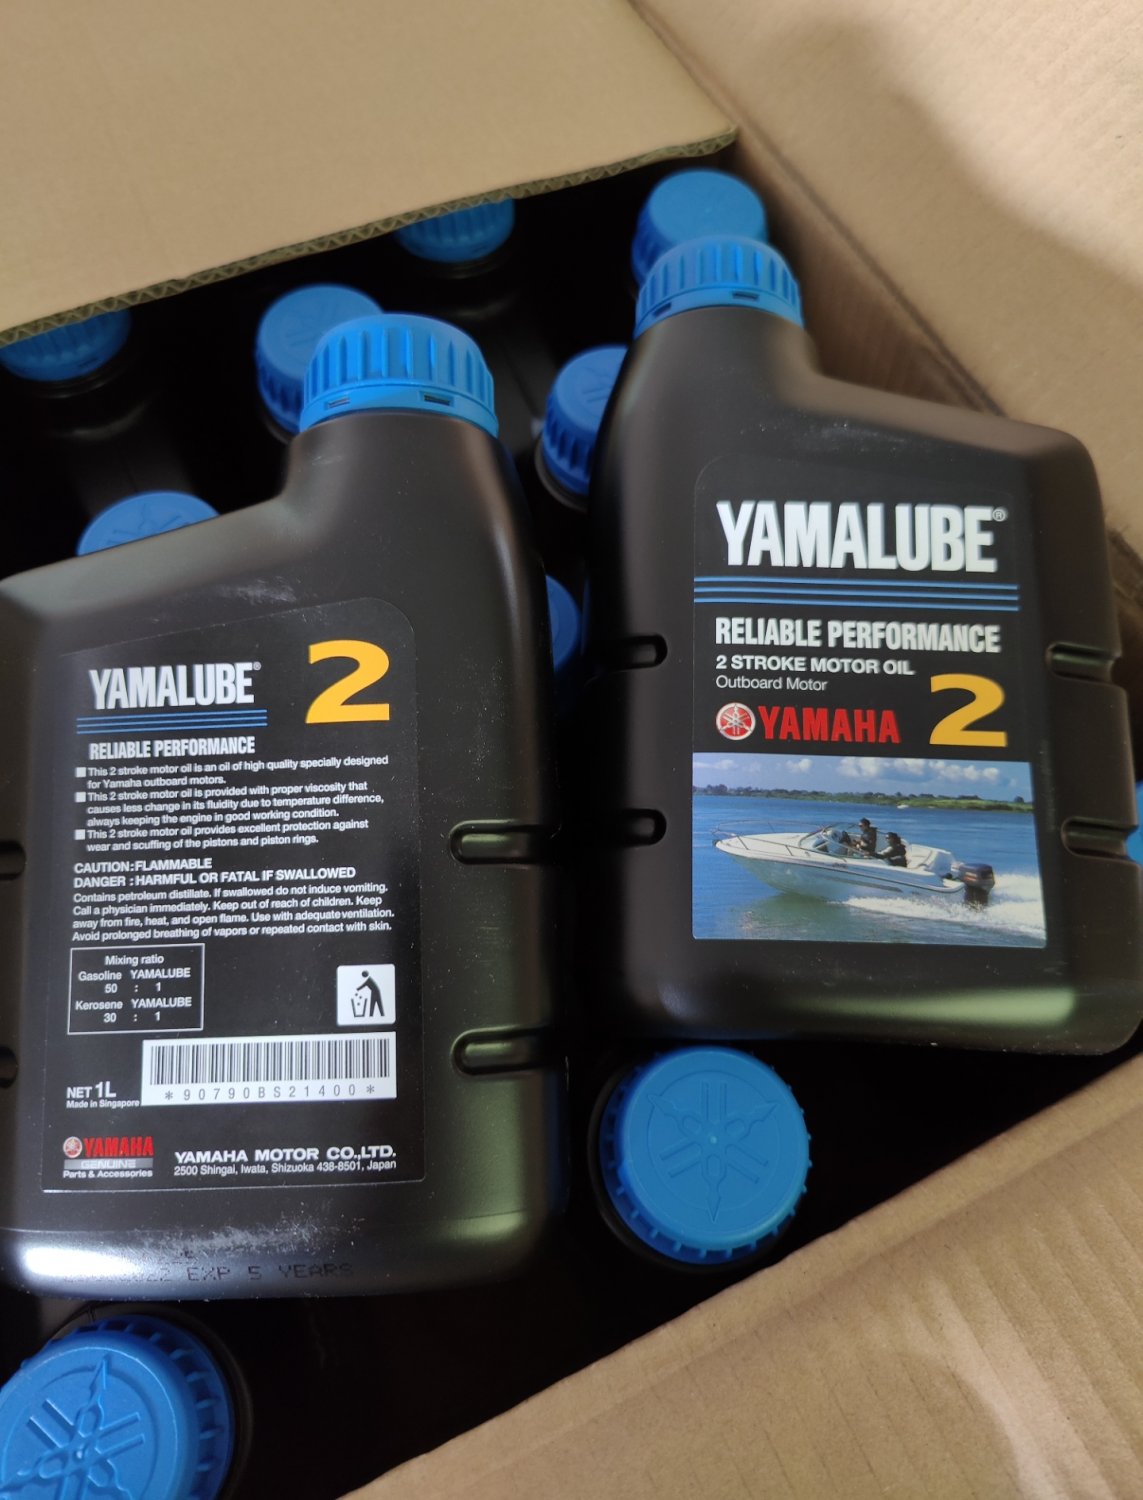 YAMALUBE®
2
RELIABLE PERFORMANCE
■ This 2 stroke motor oil is an oil of high quality specially designed
for Yamaha outboard motors.
■ This 2 stroke motor oil is provided with proper viscosity that
causes less change in its fluidity due to temperature difference,
always keeping the engine in good working condition.
■ This 2 stroke motor oil provides excellent protection against
wear and scuffing of the pistons and piston rings.
CAUTION : FLAMMABLE
DANGER : HARMFUL OR FATAL IF SWALLOWED
Contains petroleum distillate. If swallowed do not induce vomiting.
Call a physician immediately. Keep out of reach of children. Keep
away from fire, heat, and open flame. Use with adequate ventilation.
Avoid prolonged breathing of vapors or repeated contact with skin.
Mixing ratio
Gasoline YAMALUBE
50 : 1
Kerosene YAMALUBE
30 : 1
NET 1L
Made in Singapore
*90790BS21400*
YAMAHA
GENUINE
Parts & Accessories
YAMAHA MOTOR CO.,LTD.
2500 Shingai, Iwata, Shizuoka 438-8501, Japan
EXP 5 YEARS
YAMALUBE®
RELIABLE PERFORMANCE
2 STROKE MOTOR OIL
Outboard Motor
YAMAHA 2